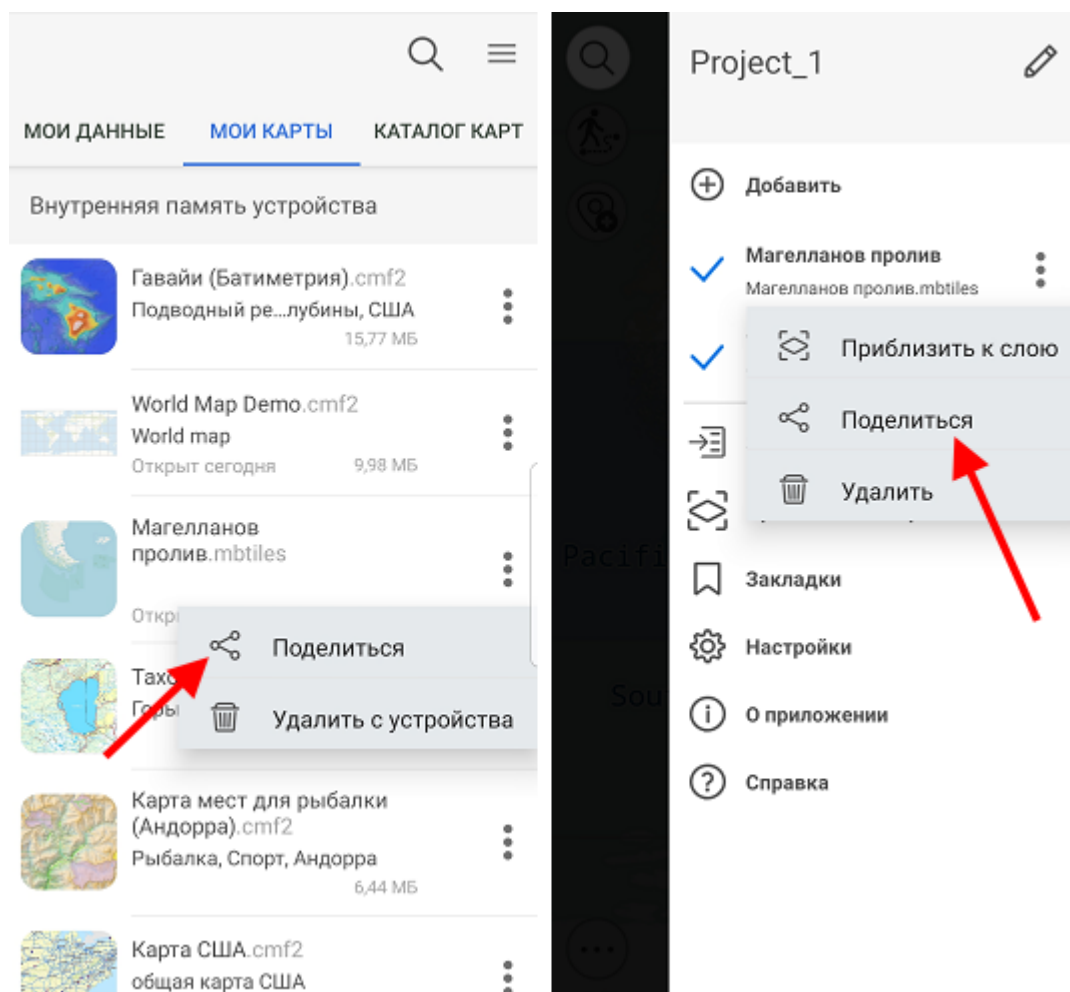 МОИ ДАННЫЕ МОИ КАРТЫ КАТАЛОГ КАРТ
Внутренняя память устройства
Гавайи (Батиметрия).cmf2
Подводный ре...лубины, США
15,77 МБ
World Map Demo.cmf2
World map
Открыт сегодня 9,98 МБ
Магелланов
пролив.mbtiles
Поделиться
Удалить с устройства
Карта мест для рыбалки
(Андорра).cmf2
Рыбалка, Спорт, Андорра
6,44 МБ
Карта США.cmf2
общая карта США
Project_1
Добавить
Магелланов пролив
Магелланов пролив.mbtiles
Приблизить к слою
Поделиться
Удалить
Закладки
Настройки
О приложении
Справка